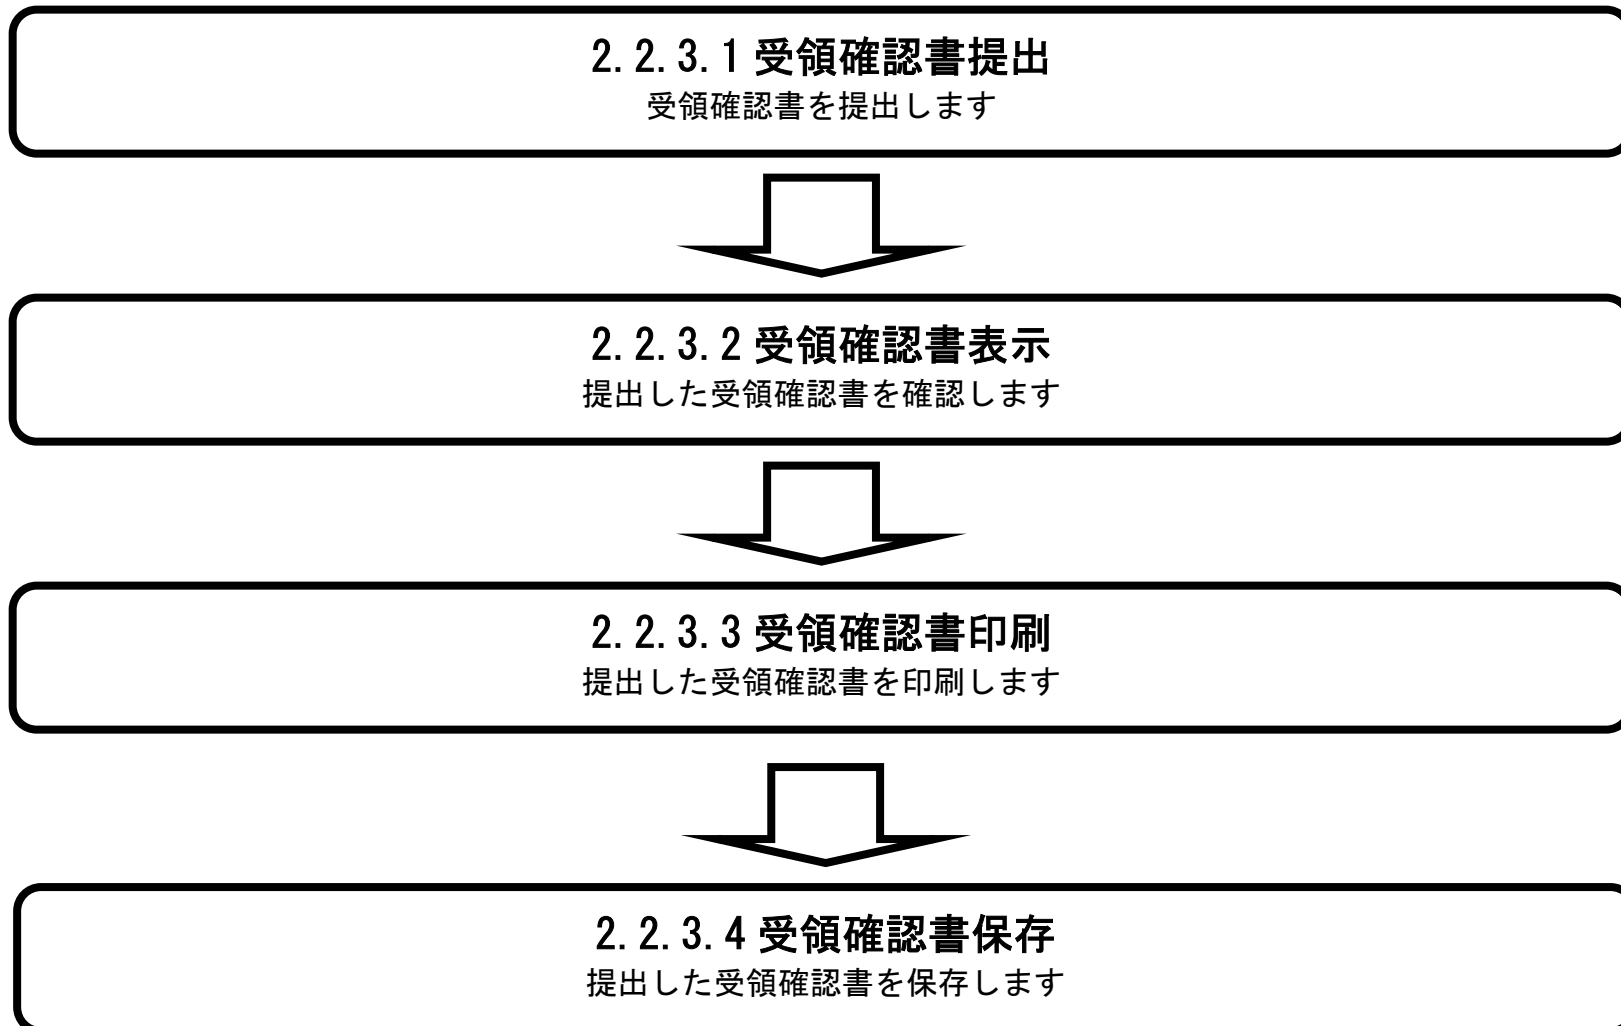 2.2.3.1 受領確認書提出
受領確認書を提出します
2.2.3.2 受領確認書表示
提出した受領確認書を確認します
2.2.3.3 受領確認書印刷
提出した受領確認書を印刷します
2.2.3.4 受領確認書保存
提出した受領確認書を保存します